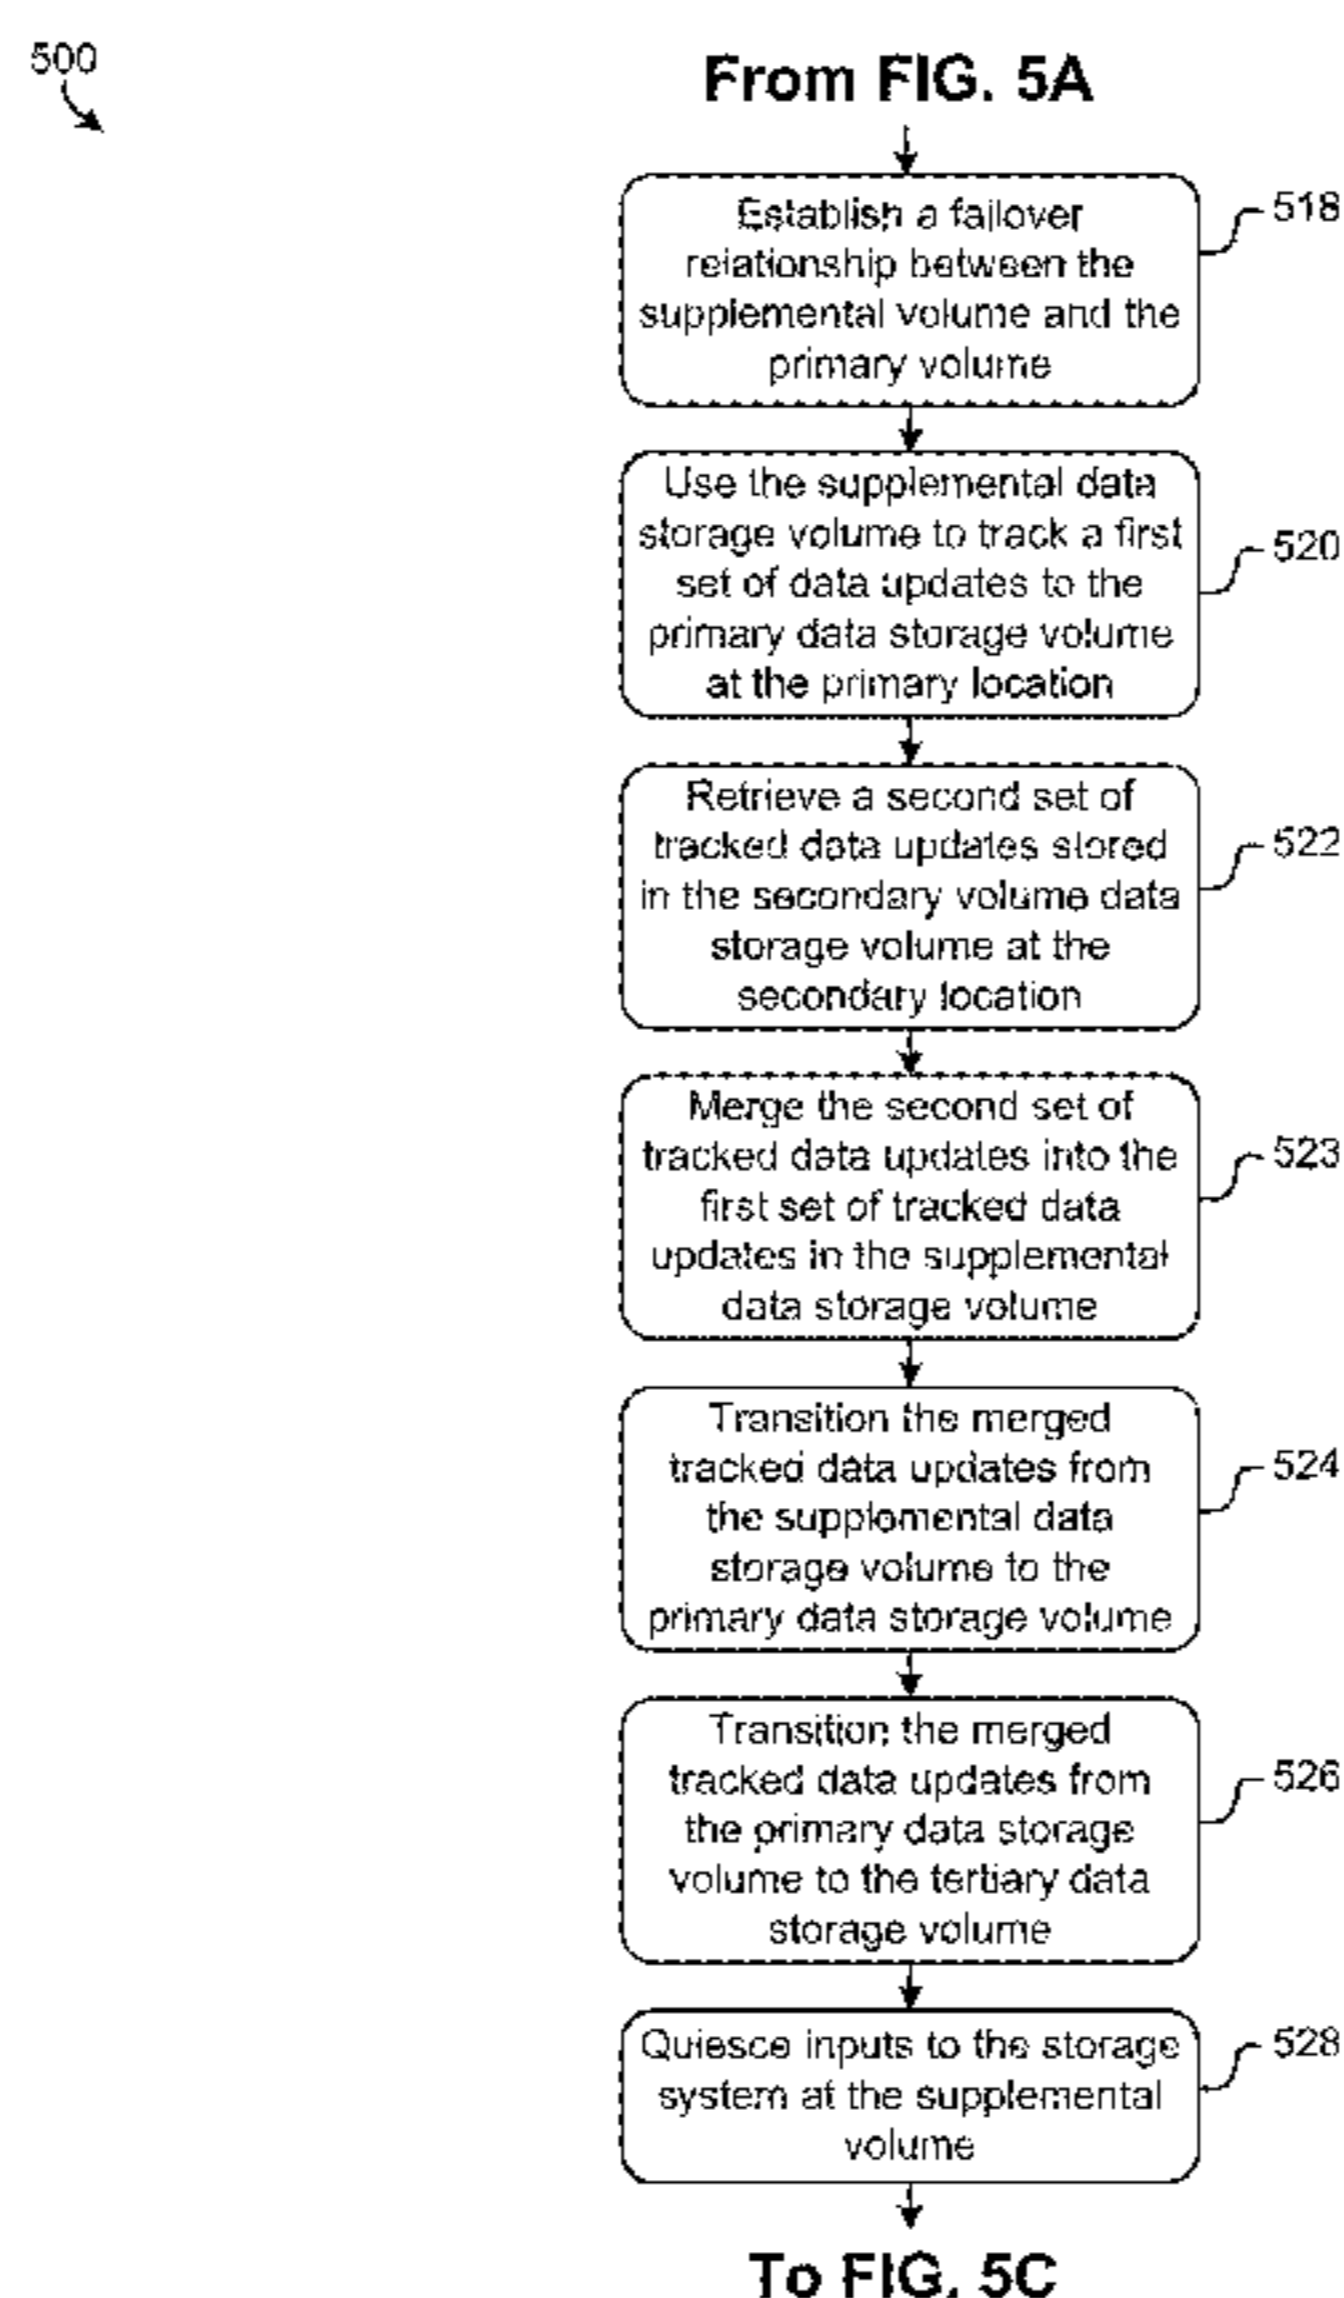 500
From FIG. 5A
Establish a failover
relationship between the
supplemental volume and the
primary volume
518
Use the supplemental data
storage volume to track a first
set of data updates to the
primary data storage volume
at the primary location
520
Retrieve a second set of
tracked data updates stored
in the secondary volume data
storage volume at the
secondary location
522
Merge the second set of
tracked data updates into the
first set of tracked data
updates in the supplemental
data storage volume
523
Transition the merged
tracked data updates from
the supplemental data
storage volume to the
primary data storage volume
524
Transition the merged
tracked data updates from
the primary data storage
volume to the tertiary data
storage volume
526
Quiesce inputs to the storage
system at the supplemental
volume
528
To FIG. 5C